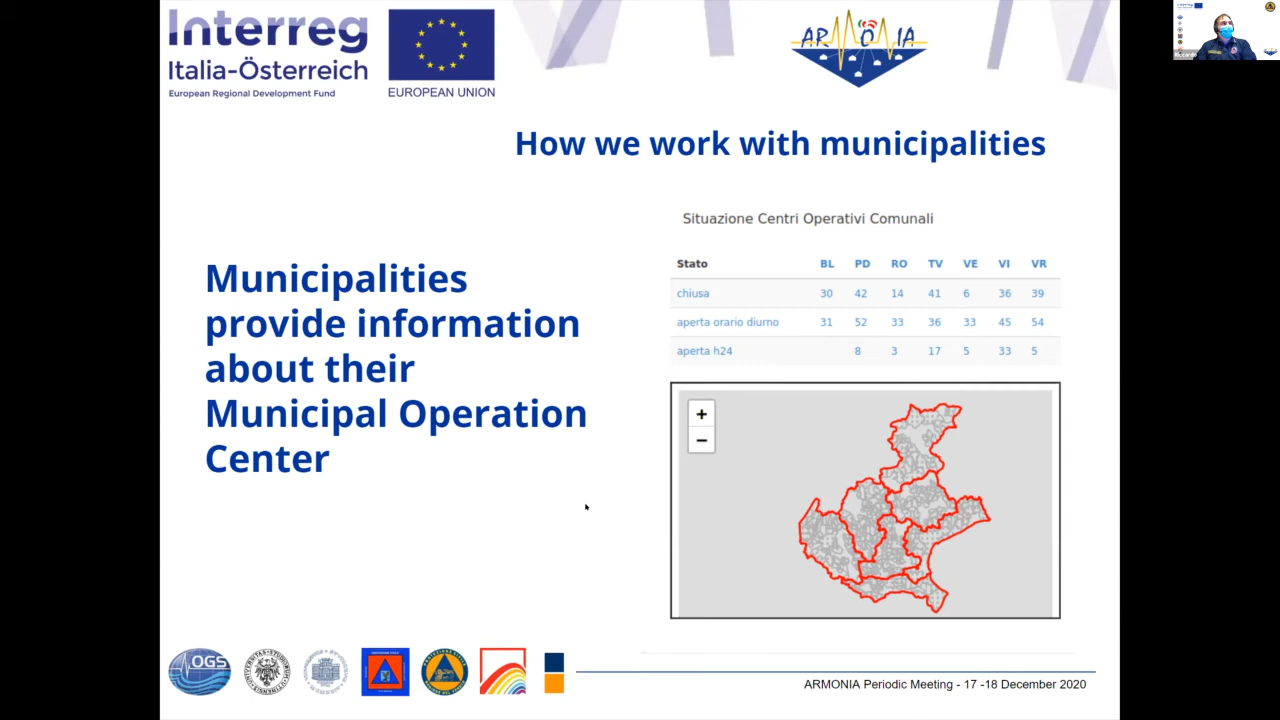 Interreg
Italia-Österreich
European Regional Development Fund
EUROPEAN UNION
ARMONIA
How we work with municipalities
Municipalities
provide information
about their
Municipal Operation
Center
Situazione Centri Operativi Comunali
Stato BL PD RO TV VE VI VR
chiusa 30 42 14 41 6 36 39
aperta orario diurno 31 52 33 36 33 45 54
aperta h24 8 3 17 5 33 5
+
−
OGS
ARMONIA Periodic Meeting - 17 -18 December 2020